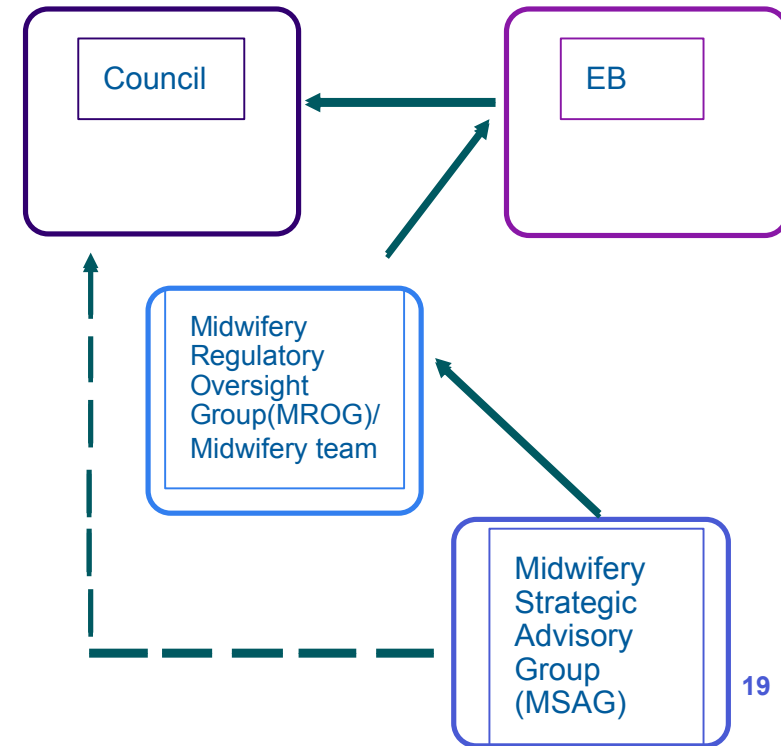 Council
EB
Midwifery
Regulatory
Oversight
Group(MROG)/
Midwifery team
Midwifery
Strategic
Advisory
Group
(MSAG)
19